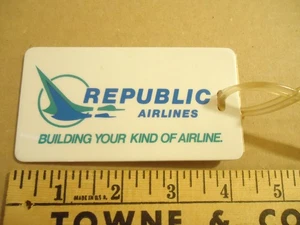 REPUBLIC
AIRLINES
BUILDING YOUR KIND OF AIRLINE.
1 2 3 4 5
MADE IN U.S.A.
TOWNE & CO